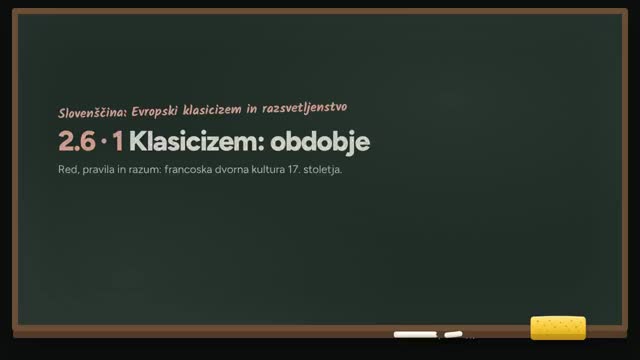 Slovenščina: Evropski klasicizem in razsvetljenstvo
2.6 · 1 Klasicizem: obdobje
Red, pravila in razum: francoska dvorna kultura 17. stoletja.